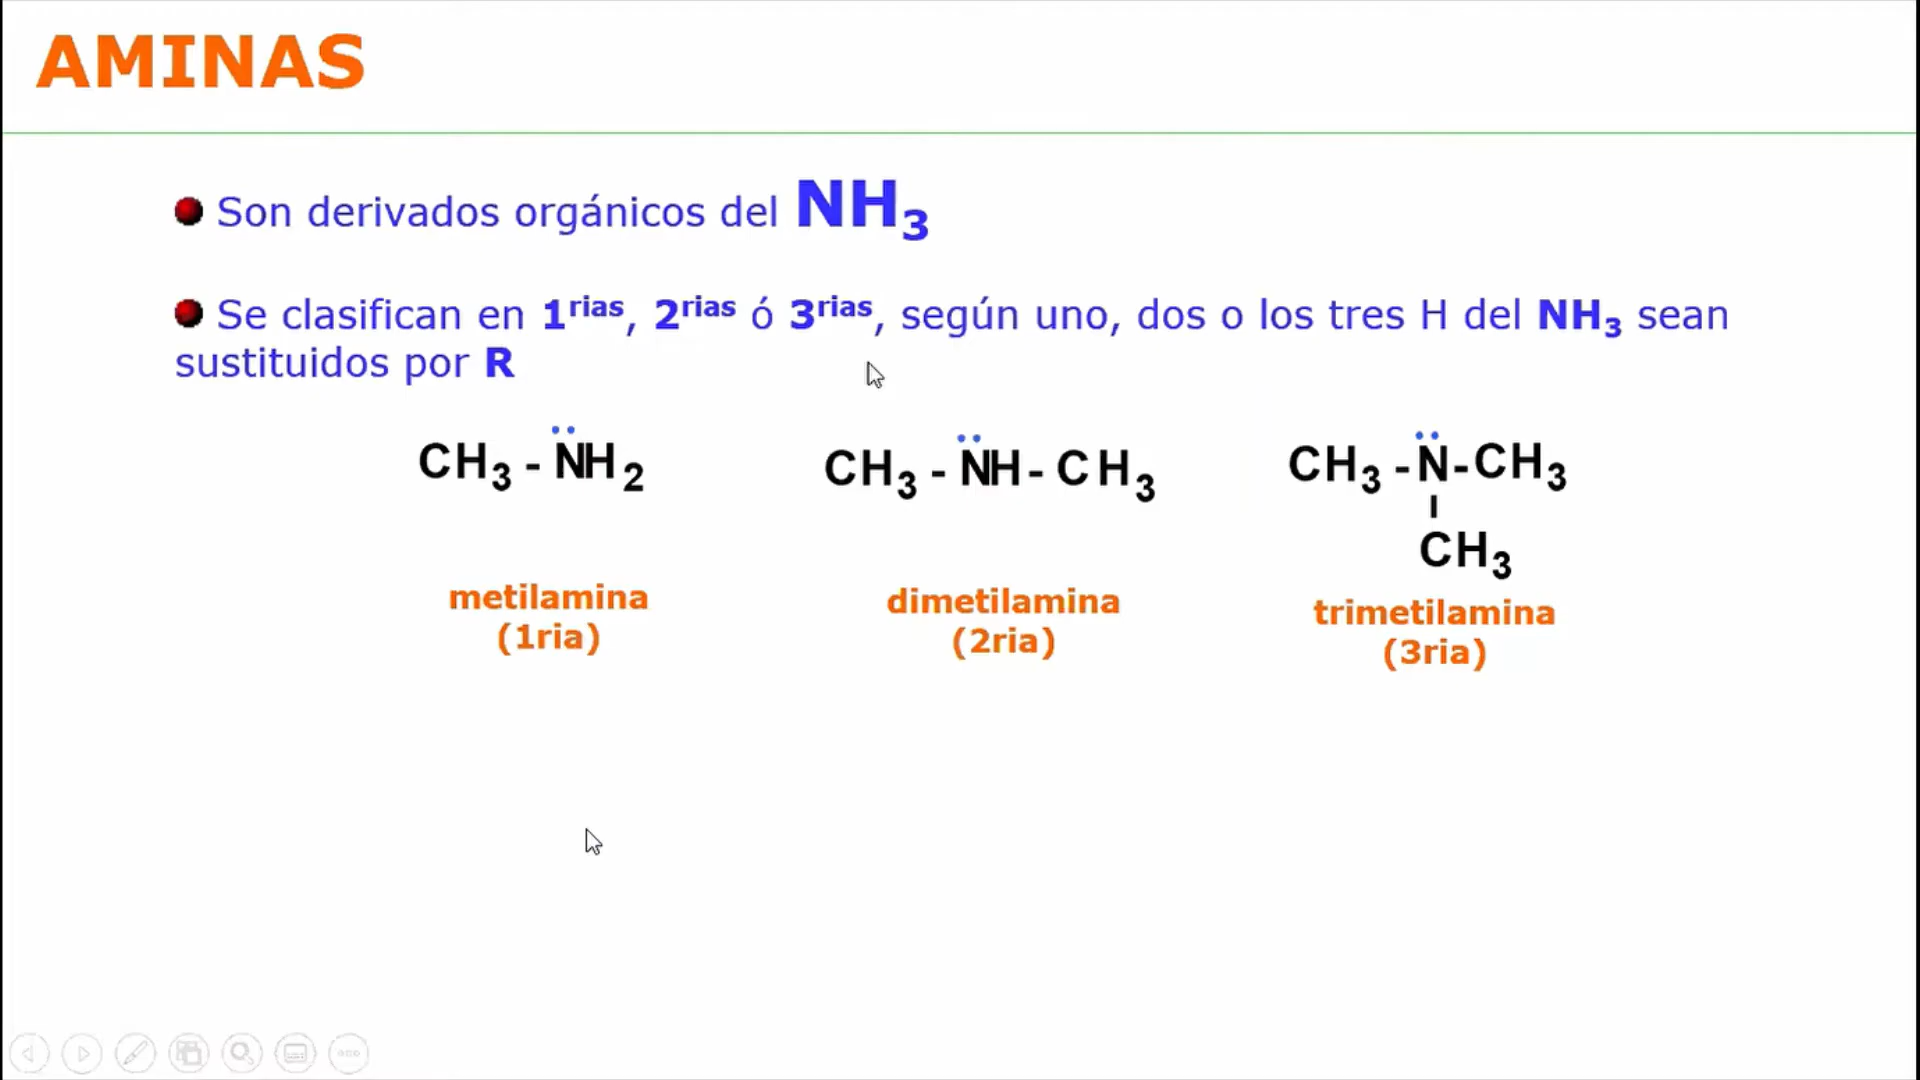 AMINAS
Son derivados orgánicos del NH₃
Se clasifican en 1ʳⁱᵃˢ, 2ʳⁱᵃˢ ó 3ʳⁱᵃˢ, según uno, dos o los tres H del NH₃ sean
sustituidos por R
CH₃ - NH₂
CH₃ - NH - CH₃
CH₃ - N - CH₃
CH₃
metilamina
(1ria)
dimetilamina
(2ria)
trimetilamina
(3ria)